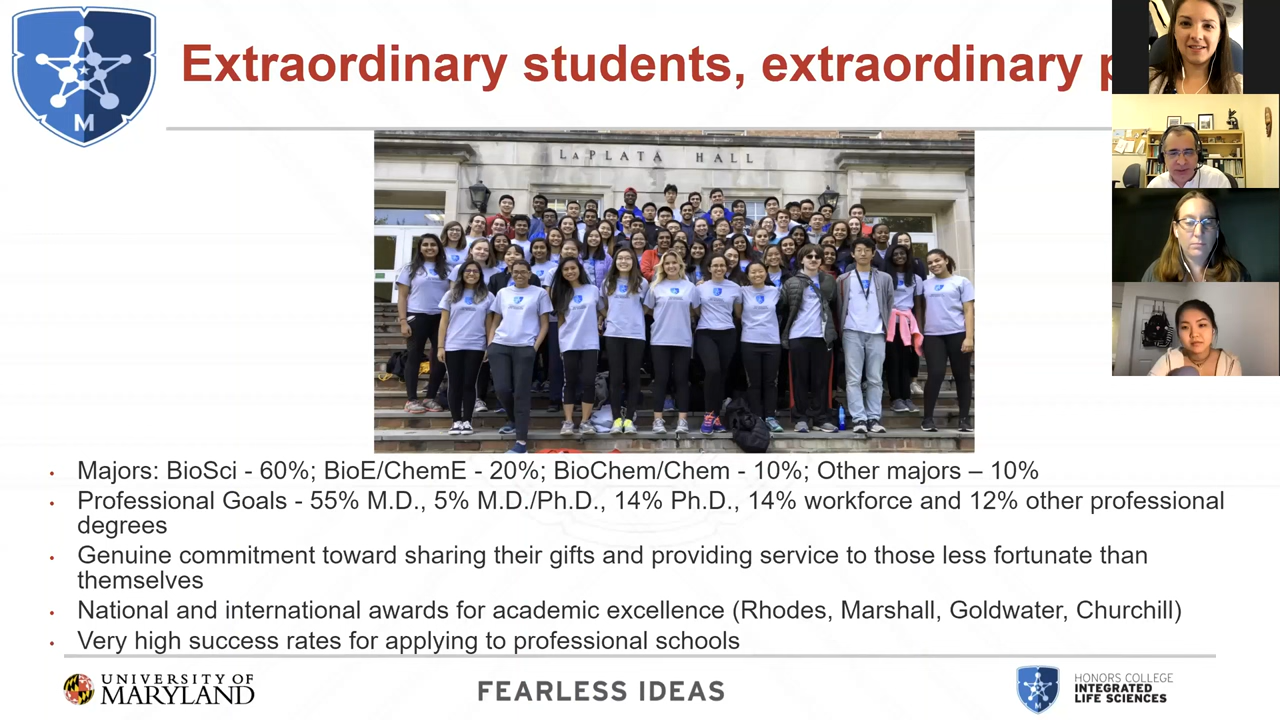 Extraordinary students, extraordinary
M
LA PLATA HALL
• Majors: BioSci - 60%; BioE/ChemE - 20%; BioChem/Chem - 10%; Other majors – 10%
• Professional Goals - 55% M.D., 5% M.D./Ph.D., 14% Ph.D., 14% workforce and 12% other professional
degrees
• Genuine commitment toward sharing their gifts and providing service to those less fortunate than
themselves
• National and international awards for academic excellence (Rhodes, Marshall, Goldwater, Churchill)
• Very high success rates for applying to professional schools
UNIVERSITY OF
MARYLAND
FEARLESS IDEAS
M
HONORS COLLEGE
INTEGRATED
LIFE SCIENCES